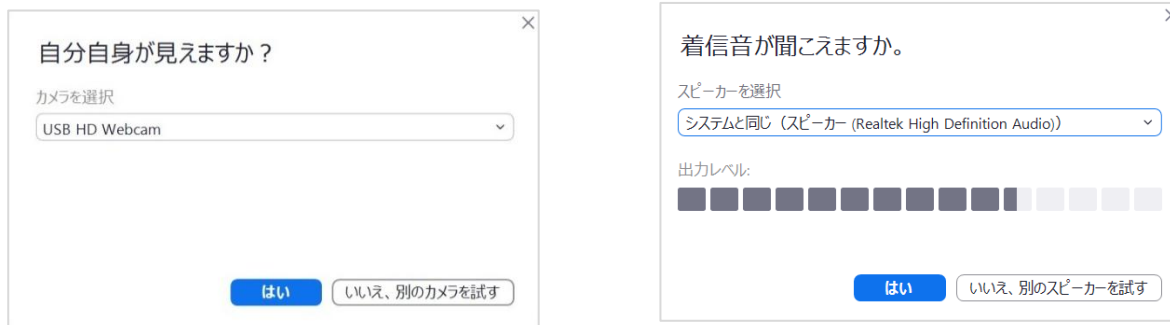 自分自身が見えますか？
カメラを選択
USB HD Webcam
はい
いいえ、別のカメラを試す
着信音が聞こえますか。
スピーカーを選択
システムと同じ（スピーカー (Realtek High Definition Audio)）
出力レベル:
はい
いいえ、別のスピーカーを試す